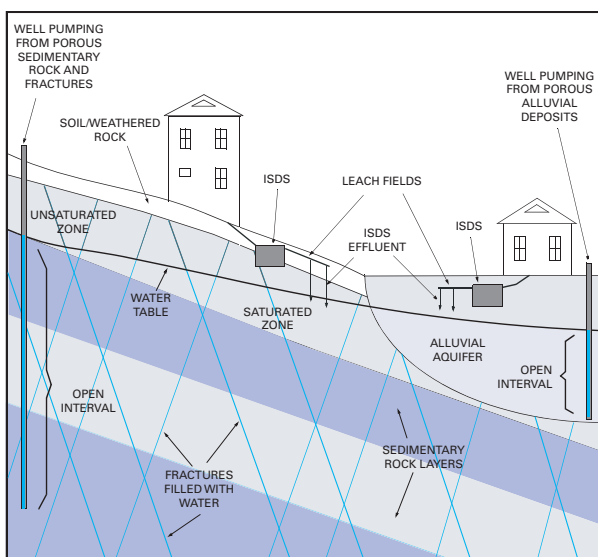 WELL PUMPING
FROM POROUS
SEDIMENTARY
ROCK AND
FRACTURES
WELL PUMPING
FROM POROUS
ALLUVIAL
DEPOSITS
SOIL/WEATHERED
ROCK
ISDS
LEACH FIELDS
UNSATURATED
ZONE
ISDS
EFFLUENT
ISDS
WATER
TABLE
SATURATED
ZONE
ALLUVIAL
AQUIFER
OPEN
INTERVAL
OPEN
INTERVAL
SEDIMENTARY
ROCK LAYERS
FRACTURES
FILLED WITH
WATER